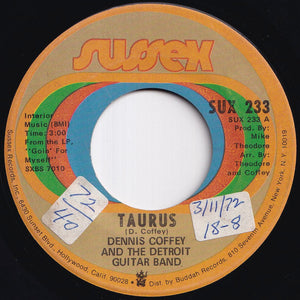 sussex
SUX 233
SUX 233 A
Prod. By:
Mike
Theodore
Arr. By:
Theodore
and Coffey
Interior
Music (BMI)
Time: 3:00
From the LP,
"Goin' For
Myself"
SXBS 7010
72/40
3/11/72
18-8
TAURUS
(D. Coffey)
DENNIS COFFEY
AND THE DETROIT
GUITAR BAND
Sussex Records, Inc. 6430 Sunset Blvd., Hollywood, Calif. 90028 • Dist. by Buddah Records, 810 Seventh Avenue, N.Y., N.Y. 10019